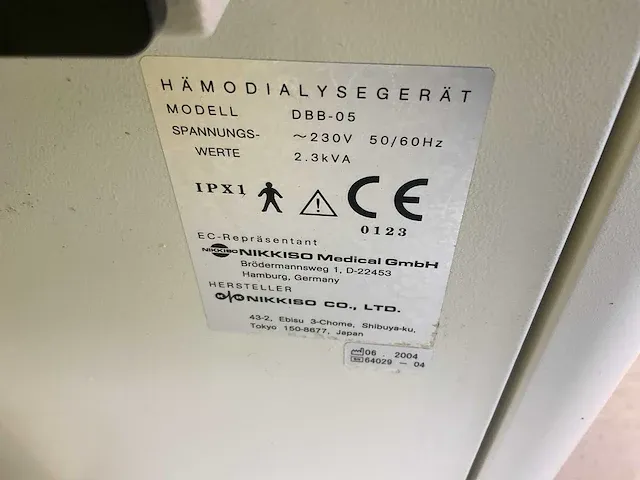 HÄMODIALYSEGERÄT
MODELL DBB-05
SPANNUNGS- ~230V 50/60Hz
WERTE 2.3kVA
IPX1 CE
0123
EC-Repräsentant
NIKKISO NIKKISO Medical GmbH
Brödermannsweg 1, D-22453
Hamburg, Germany
HERSTELLER
NIKKISO CO., LTD.
43-2, Ebisu 3-Chome, Shibuya-ku,
Tokyo 150-8677, Japan
06 . 2004
SN 64029 - 04